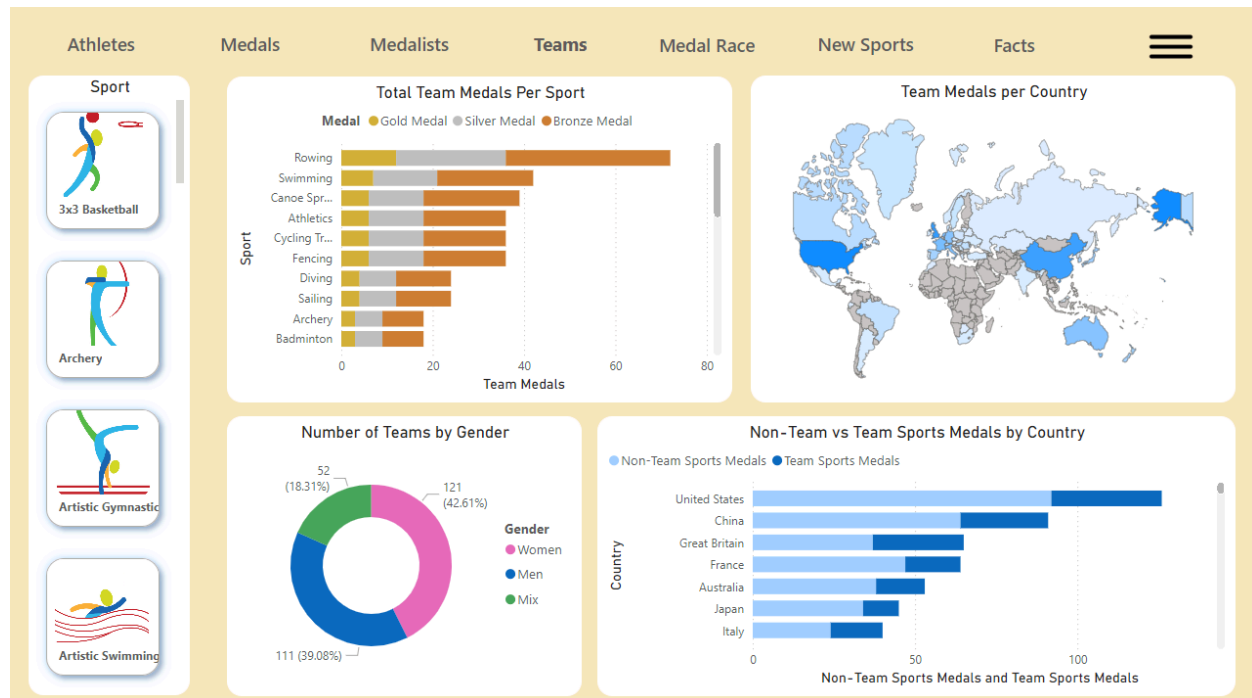 Athletes
Medals
Medalists
Teams
Medal Race
New Sports
Facts
Sport
3x3 Basketball
Archery
Artistic Gymnastic
Artistic Swimming
Total Team Medals Per Sport
Medal Gold Medal Silver Medal Bronze Medal
Sport
Rowing
Swimming
Canoe Spr...
Athletics
Cycling Tr...
Fencing
Diving
Sailing
Archery
Badminton
0 20 40 60 80
Team Medals
Team Medals per Country
Number of Teams by Gender
52
(18.31%)
121
(42.61%)
111 (39.08%)
Gender
Women
Men
Mix
Non-Team vs Team Sports Medals by Country
Non-Team Sports Medals Team Sports Medals
Country
United States
China
Great Britain
France
Australia
Japan
Italy
0 50 100
Non-Team Sports Medals and Team Sports Medals